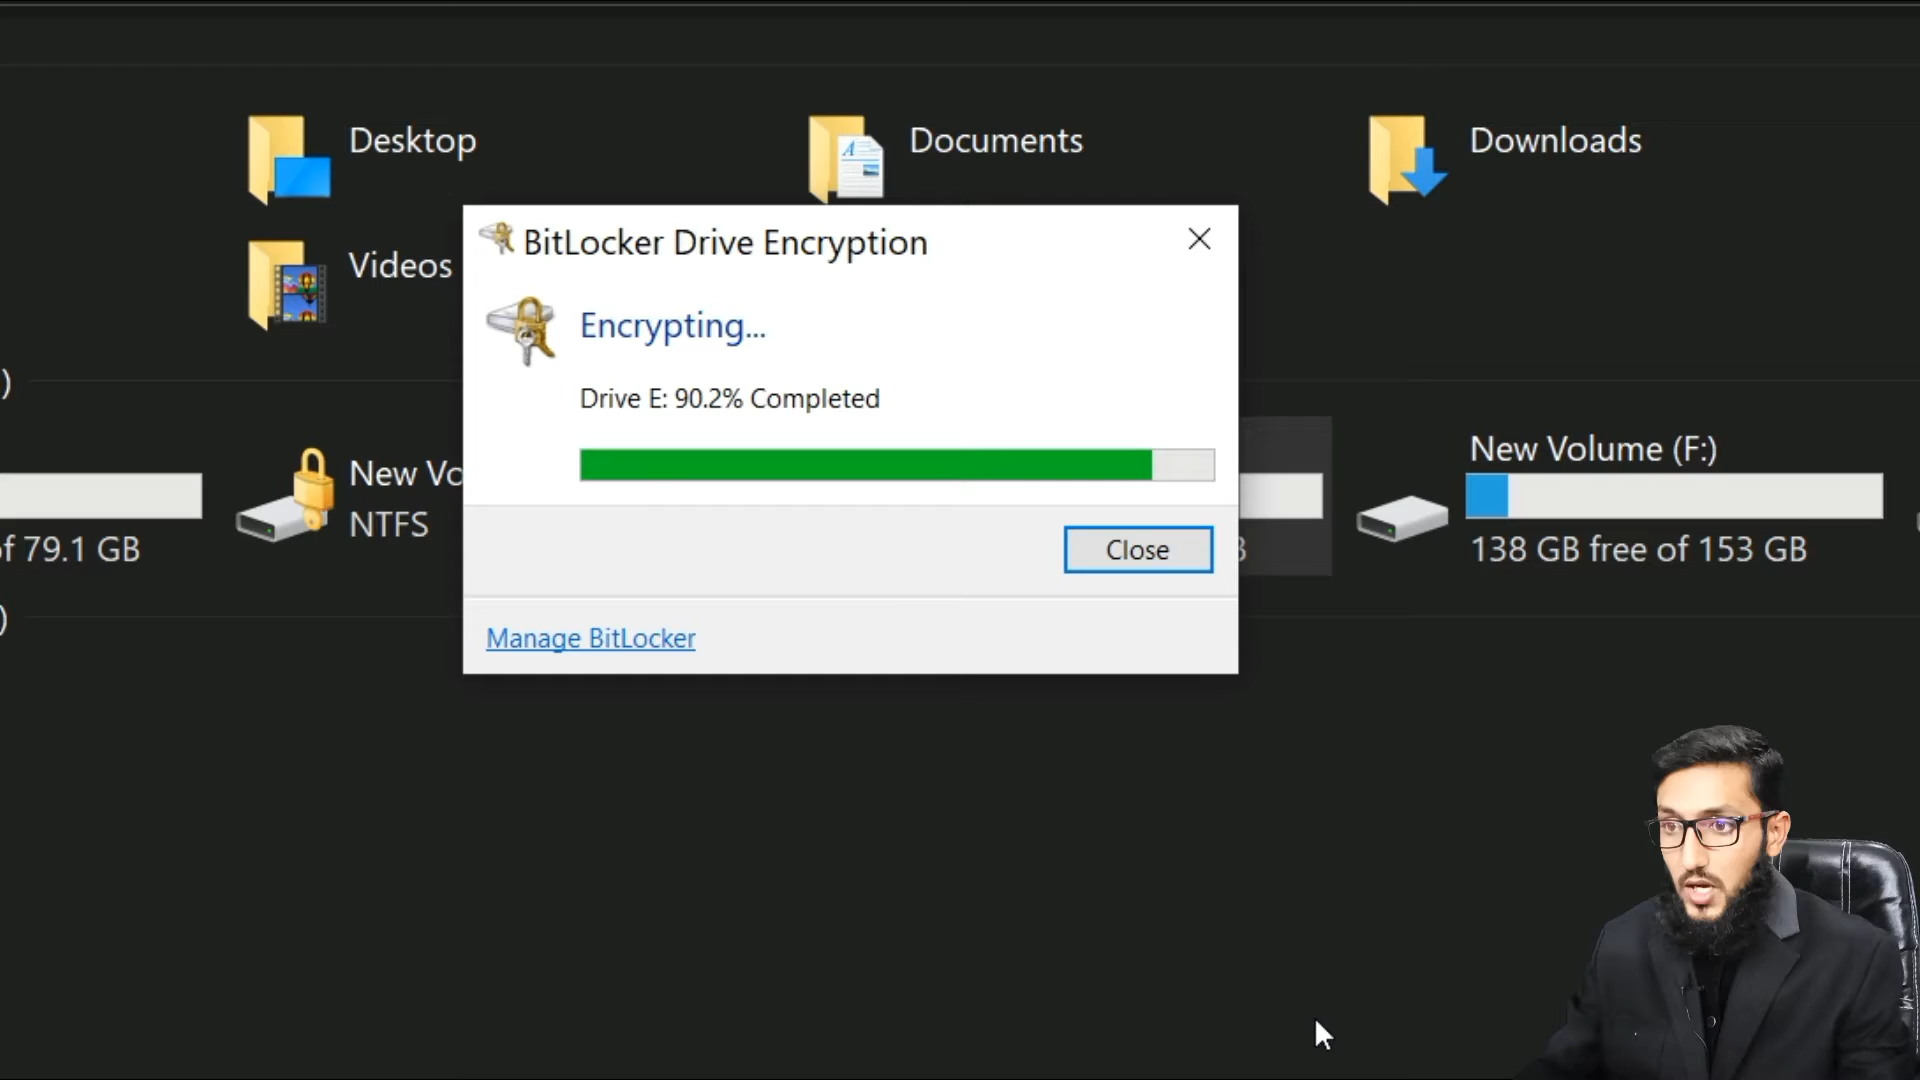 Desktop
Documents
Downloads
Videos
BitLocker Drive Encryption
Encrypting...
Drive E: 90.2% Completed
Close
Manage BitLocker
)
New Vo
NTFS
of 79.1 GB
New Volume (F:)
138 GB free of 153 GB
)